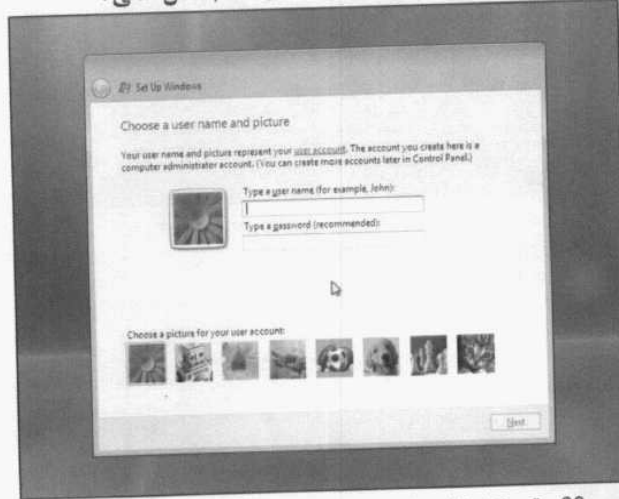 Set Up Windows
Choose a user name and picture
Your user name and picture represent your user account. The account you create here is a
computer administrator account. (You can create more accounts later in Control Panel.)
Type a user name (for example, John):
Type a password (recommended):
Choose a picture for your user account:
Next